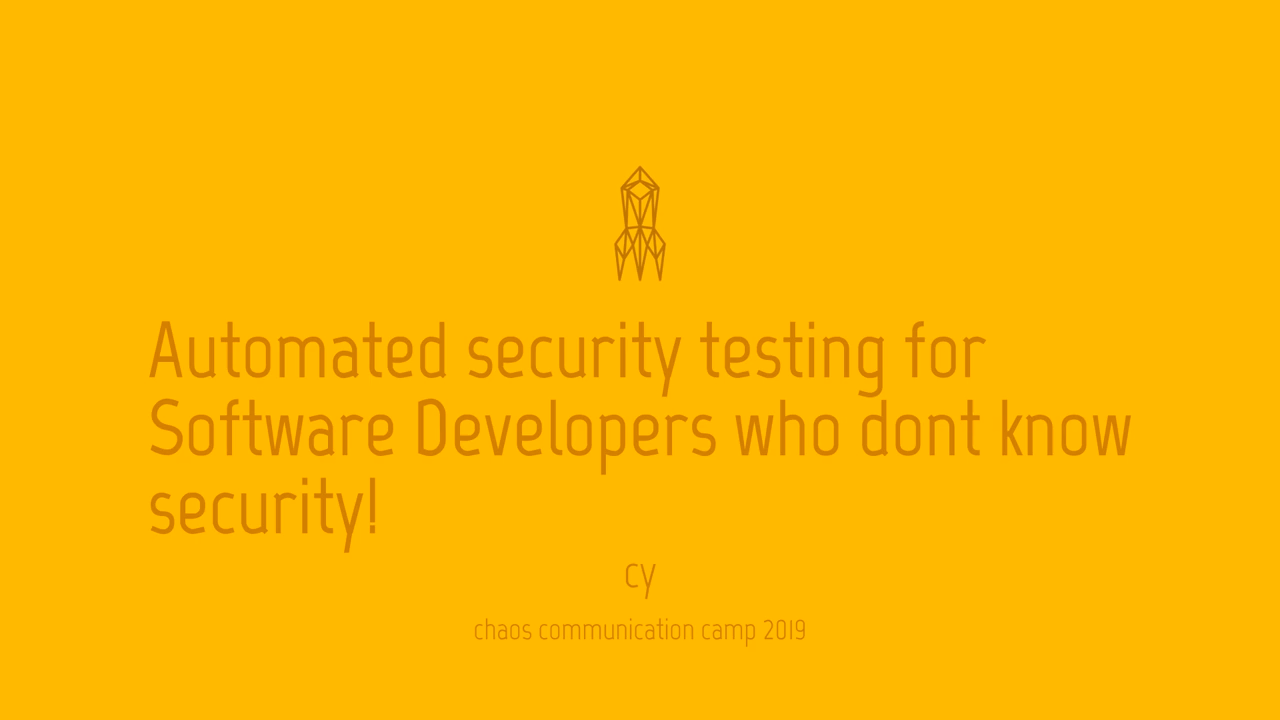 Automated security testing for
Software Developers who dont know
security!
cy
chaos communication camp 2019